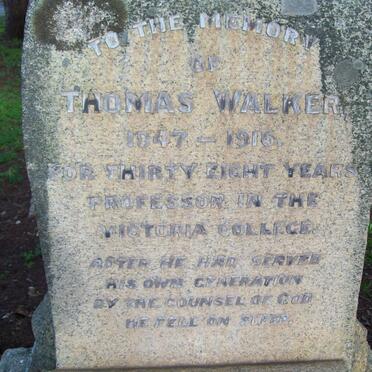 TO THE MEMORY
OF
THOMAS WALKER,
1847 – 1916.
FOR THIRTY EIGHT YEARS
PROFESSOR IN THE
VICTORIA COLLEGE.
AFTER HE HAD SERVED
HIS OWN GENERATION
BY THE COUNSEL OF GOD
HE FELL ON SLEEP.